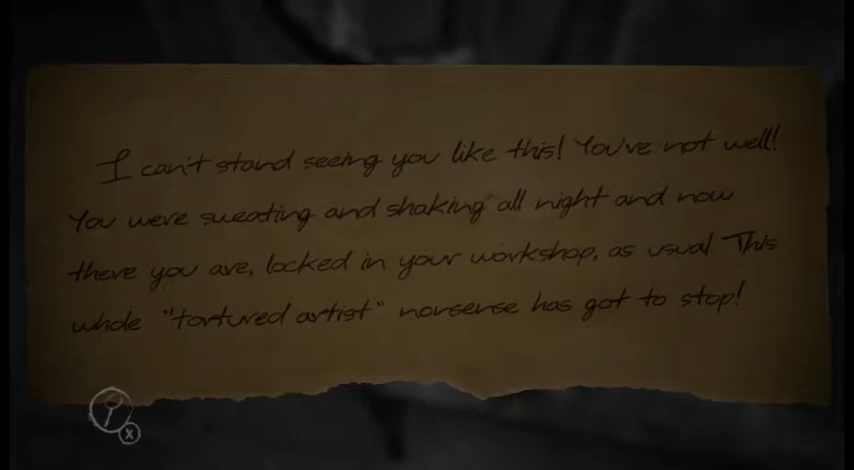 I can't stand seeing you like this! You've not well!
You were sweating and shaking all night and now
there you are, locked in your workshop, as usual. This
whole "tortured artist" nonsense has got to stop!
X